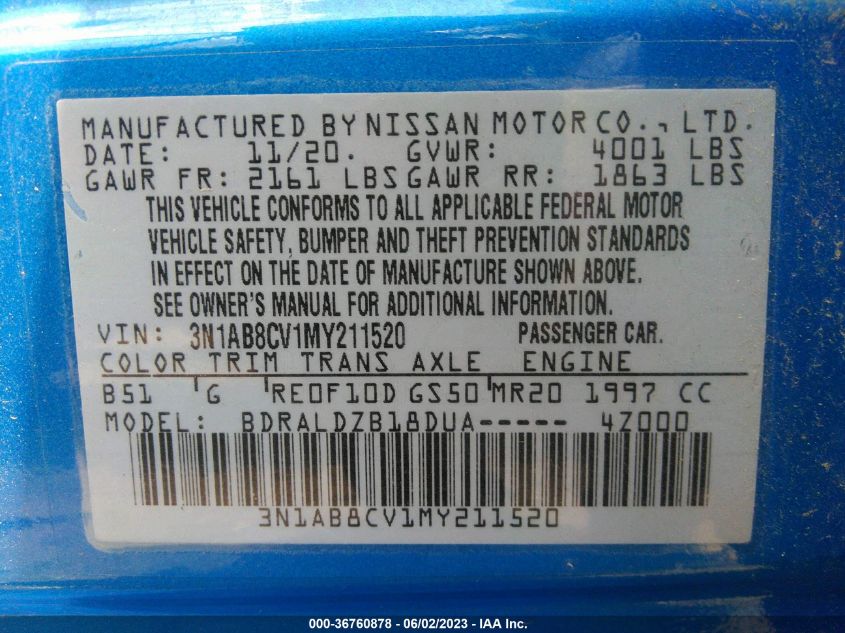 MANUFACTURED BY NISSAN MOTOR CO., LTD.
DATE: 11/20. GVWR: 4001 LBS
GAWR FR: 2161 LBS GAWR RR: 1863 LBS
THIS VEHICLE CONFORMS TO ALL APPLICABLE FEDERAL MOTOR
VEHICLE SAFETY, BUMPER AND THEFT PREVENTION STANDARDS
IN EFFECT ON THE DATE OF MANUFACTURE SHOWN ABOVE.
SEE OWNER'S MANUAL FOR ADDITIONAL INFORMATION.
VIN: 3N1AB8CV1MY211520 PASSENGER CAR.
COLOR TRIM TRANS AXLE ENGINE
B51 'G 'RE0F10D GS50'MR20 1997 CC
MODEL: BDRALDZB18DUA----- 4Z000
3N1AB8CV1MY211520
000-36760878 - 06/02/2023 - IAA Inc.